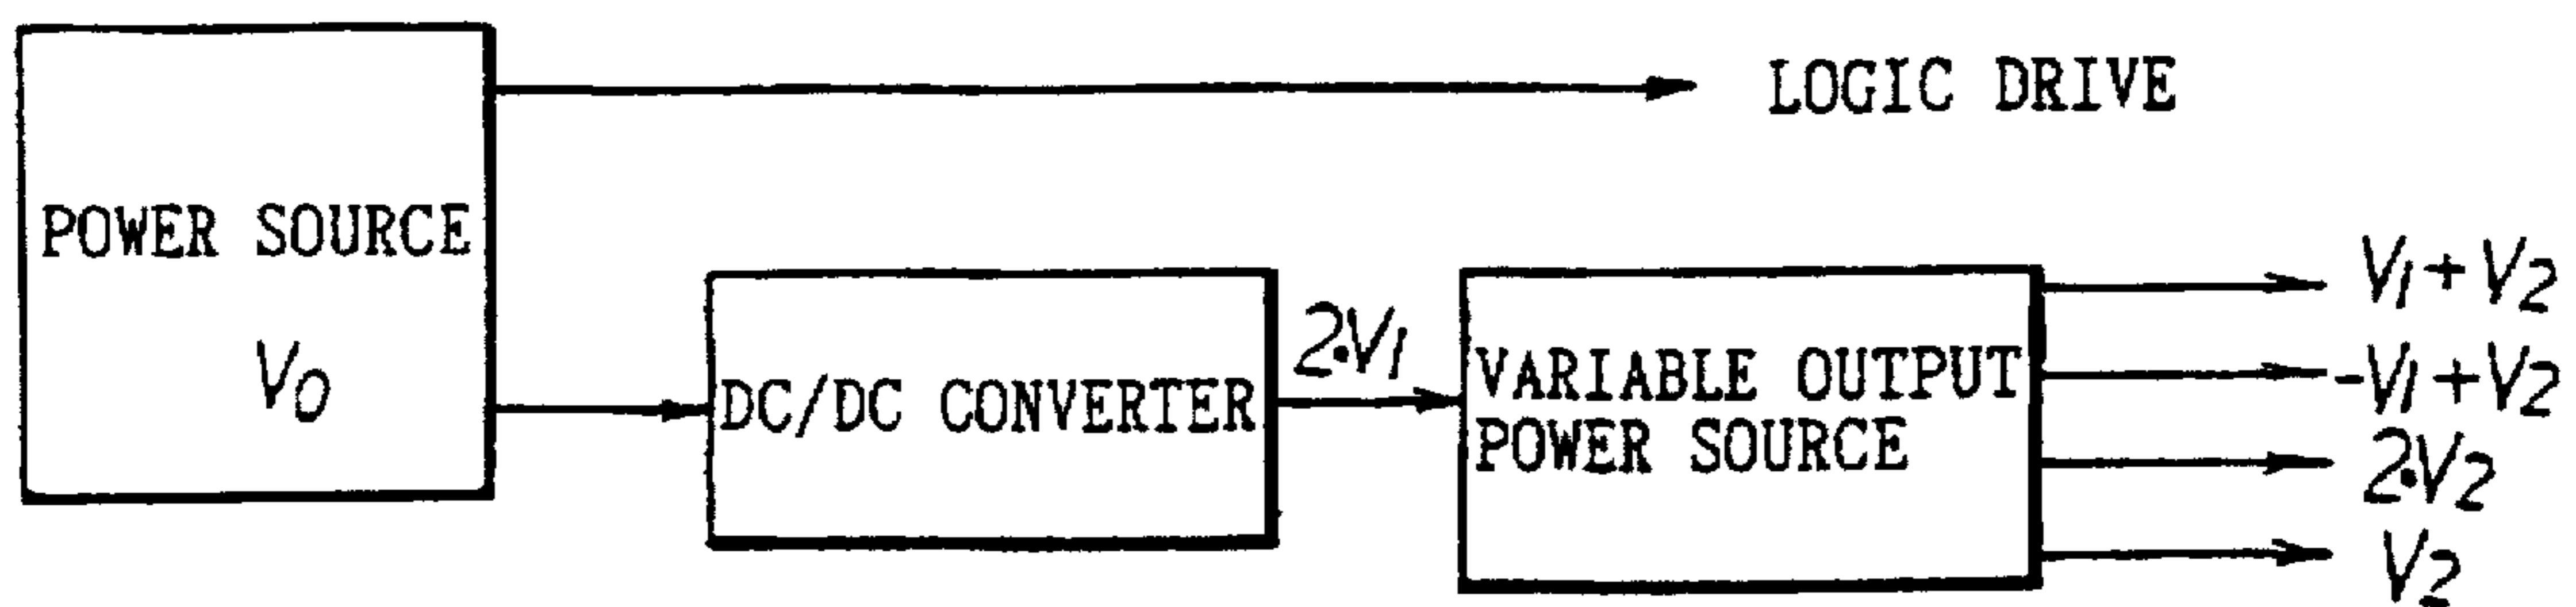 LOGIC DRIVE
POWER SOURCE
V0
DC/DC CONVERTER
2·V1
VARIABLE OUTPUT
POWER SOURCE
V1+V2
-V1+V2
2·V2
V2